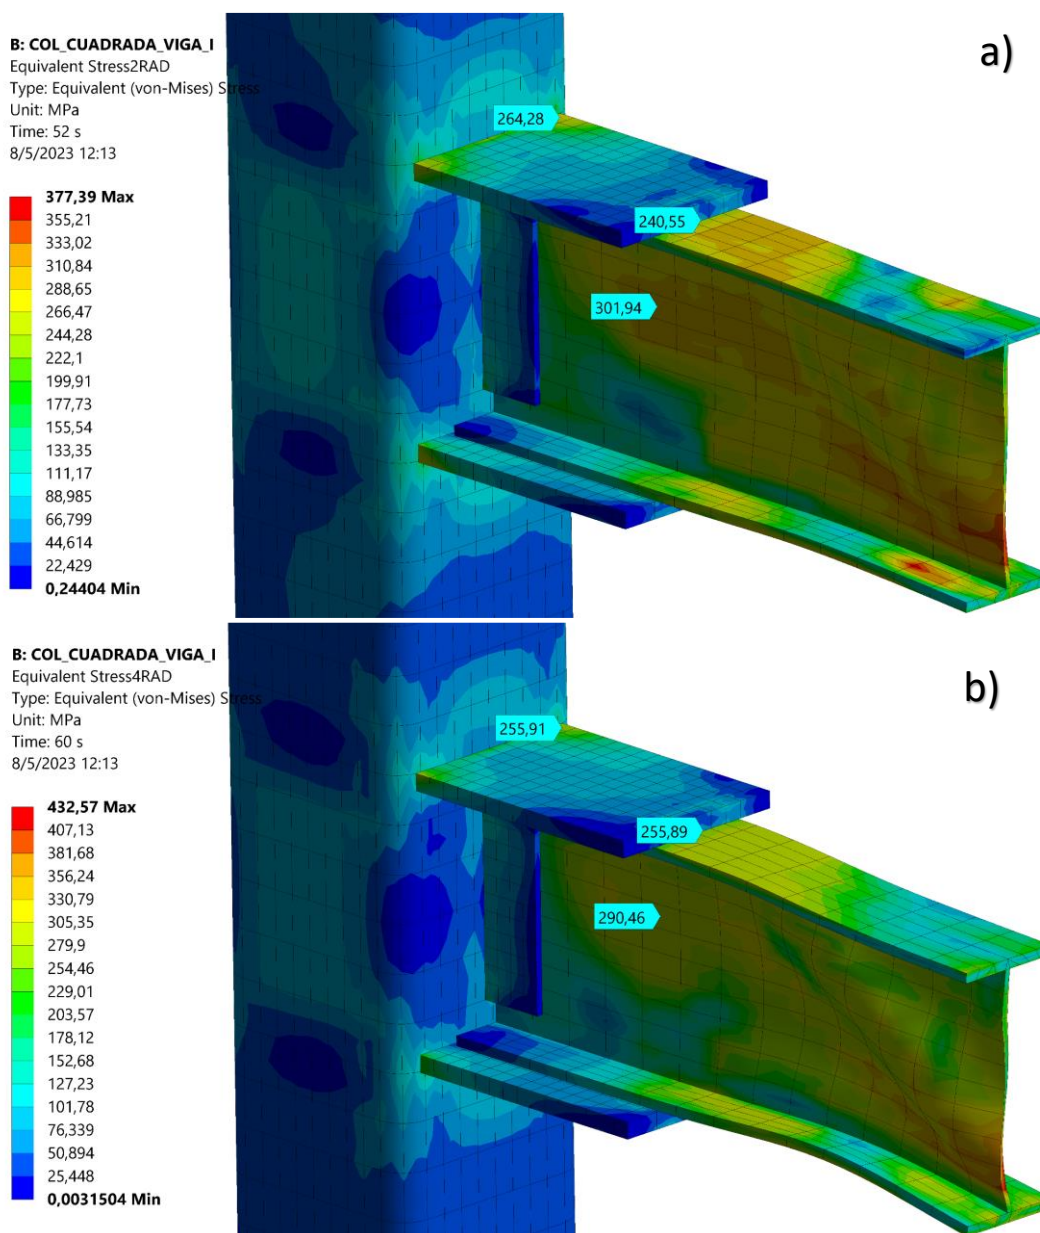 B: COL_CUADRADA_VIGA_I
Equivalent Stress2RAD
Type: Equivalent (von-Mises) Stress
Unit: MPa
Time: 52 s
8/5/2023 12:13
a)
377,39 Max
355,21
333,02
310,84
288,65
266,47
244,28
222,1
199,91
177,73
155,54
133,35
111,17
88,985
66,799
44,614
22,429
0,24404 Min
264,28
240,55
301,94
B: COL_CUADRADA_VIGA_I
Equivalent Stress4RAD
Type: Equivalent (von-Mises) Stress
Unit: MPa
Time: 60 s
8/5/2023 12:13
b)
432,57 Max
407,13
381,68
356,24
330,79
305,35
279,9
254,46
229,01
203,57
178,12
152,68
127,23
101,78
76,339
50,894
25,448
0,0031504 Min
255,91
255,89
290,46